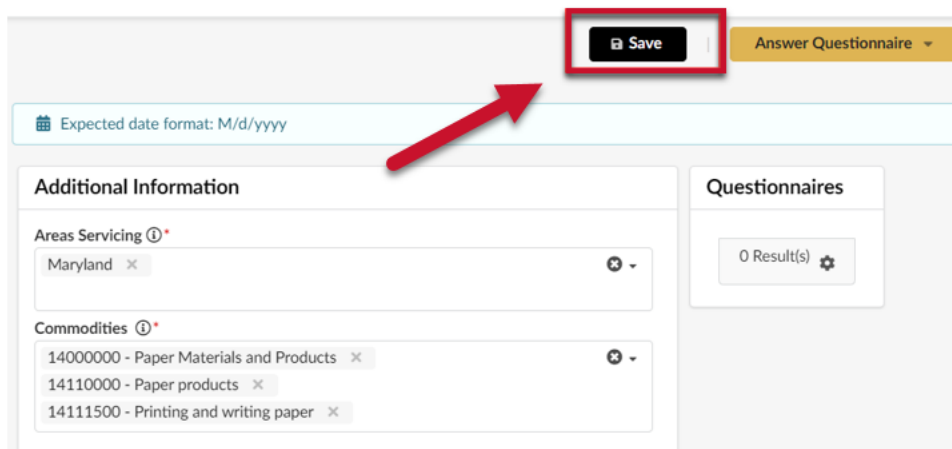 Save
Answer Questionnaire
Expected date format: M/d/yyyy
Additional Information
Questionnaires
Areas Servicing *
Maryland
0 Result(s)
Commodities *
14000000 - Paper Materials and Products
14110000 - Paper products
14111500 - Printing and writing paper